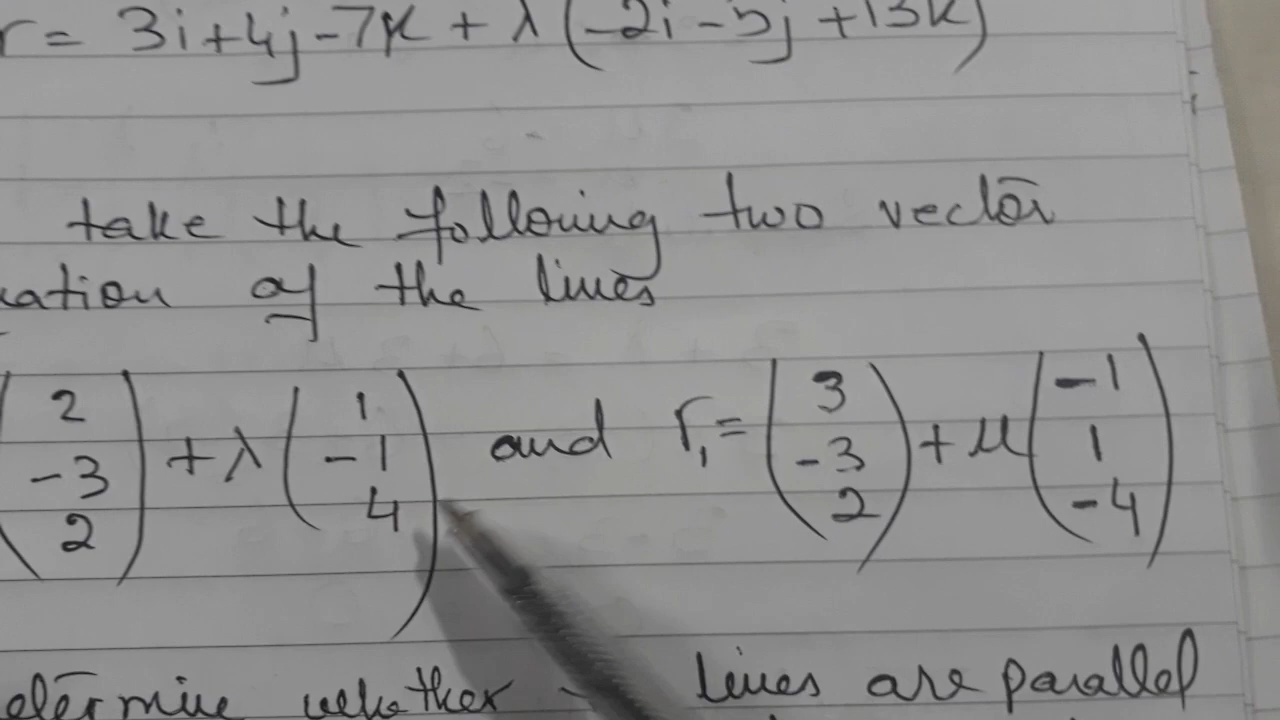 r = 3i+4j-7k + λ (-2i-5j+13k)
take the following two vector
of the lines
(2 -3 2) + λ (1 -1 4) and r₁ = (3 -3 2) + μ (-1 1 -4)
whether lines are parallel